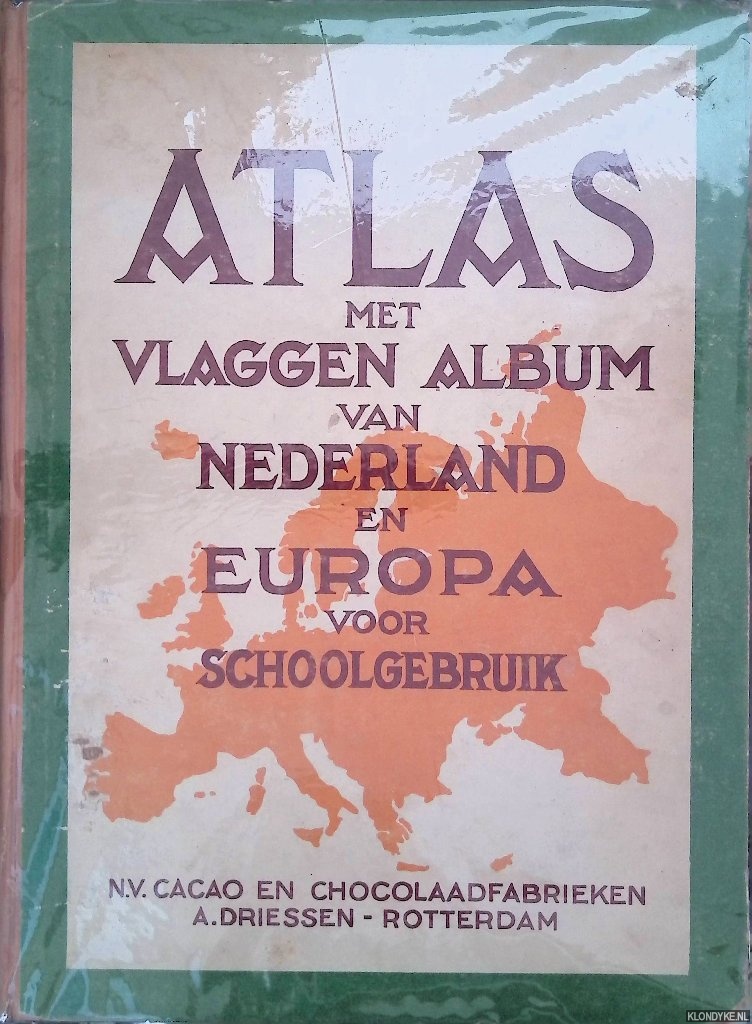 ATLAS
MET
VLAGGEN ALBUM
VAN
NEDERLAND
EN
EUROPA
VOOR
SCHOOLGEBRUIK
N.V. CACAO EN CHOCOLAADFABRIEKEN
A. DRIESSEN - ROTTERDAM
KLONDYKE.NL